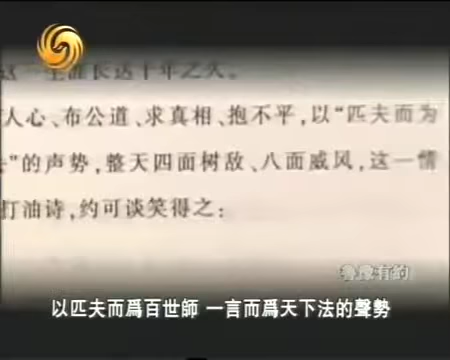 这一生涯长达十年之久。
人心、布公道、求真相、抱不平，以“匹夫而为
”的声势，整天四面树敌、八面威风，这一情
打油诗，约可谈笑得之：
鲁豫有约
以匹夫而爲百世師 一言而爲天下法的聲勢